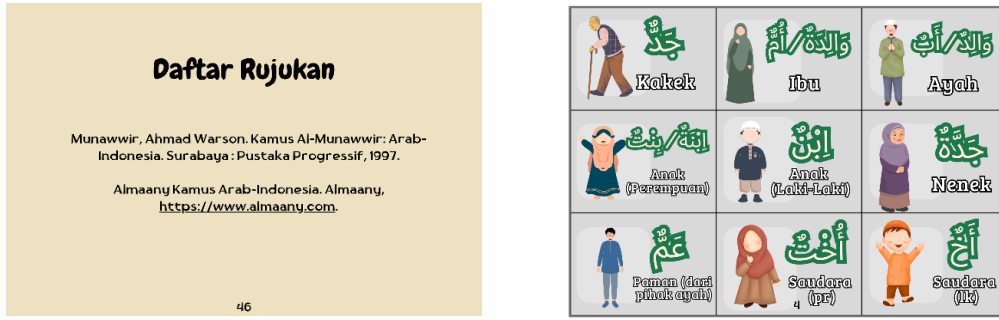 Daftar Rujukan
Munawwir, Ahmad Warson. Kamus Al-Munawwir: Arab-
Indonesia. Surabaya : Pustaka Progressif, 1997.
Almaany Kamus Arab-Indonesia. Almaany,
https://www.almaany.com.
46
وَالِدٌ/أَبٌ
Ayah
وَالِدَةٌ/أُمٌّ
Ibu
جَدٌّ
Kakek
جَدَّةٌ
Nenek
اِبْنٌ
Anak
(Laki-Laki)
اِبْنَةٌ/بِنْتٌ
Anak
(Perempuan)
أَخٌ
Saudara
(lk)
أُخْتٌ
Saudara
(pr)
عَمٌّ
Paman (dari
pihak ayah)
4